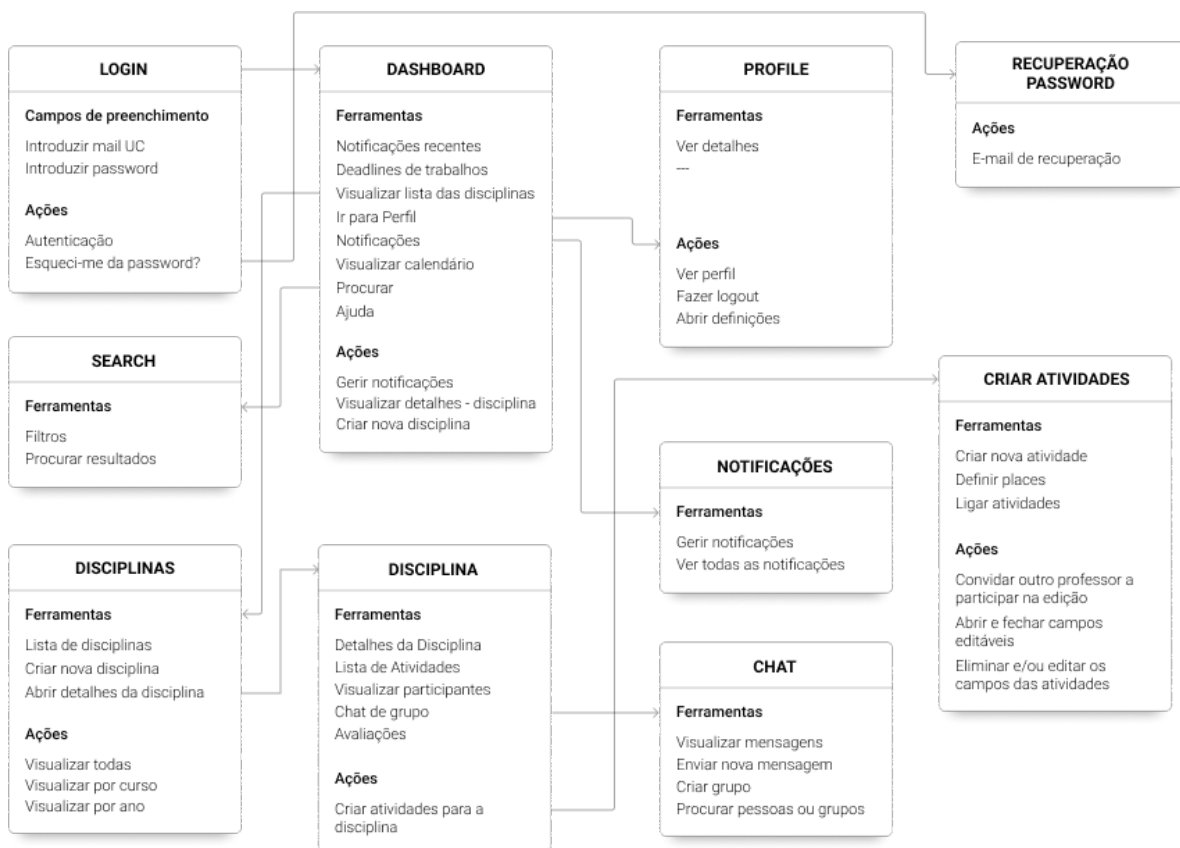 LOGIN
Campos de preenchimento
Introduzir mail UC
Introduzir password
Ações
Autenticação
Esqueci-me da password?
DASHBOARD
Ferramentas
Notificações recentes
Deadlines de trabalhos
Visualizar lista das disciplinas
Ir para Perfil
Notificações
Visualizar calendário
Procurar
Ajuda
Ações
Gerir notificações
Visualizar detalhes - disciplina
Criar nova disciplina
PROFILE
Ferramentas
Ver detalhes
---
Ações
Ver perfil
Fazer logout
Abrir definições
RECUPERAÇÃO
PASSWORD
Ações
E-mail de recuperação
SEARCH
Ferramentas
Filtros
Procurar resultados
CRIAR ATIVIDADES
Ferramentas
Criar nova atividade
Definir places
Ligar atividades
Ações
Convidar outro professor a
participar na edição
Abrir e fechar campos
editáveis
Eliminar e/ou editar os
campos das atividades
NOTIFICAÇÕES
Ferramentas
Gerir notificações
Ver todas as notificações
DISCIPLINAS
Ferramentas
Lista de disciplinas
Criar nova disciplina
Abrir detalhes da disciplina
Ações
Visualizar todas
Visualizar por curso
Visualizar por ano
DISCIPLINA
Ferramentas
Detalhes da Disciplina
Lista de Atividades
Visualizar participantes
Chat de grupo
Avaliações
Ações
Criar atividades para a
disciplina
CHAT
Ferramentas
Visualizar mensagens
Enviar nova mensagem
Criar grupo
Procurar pessoas ou grupos